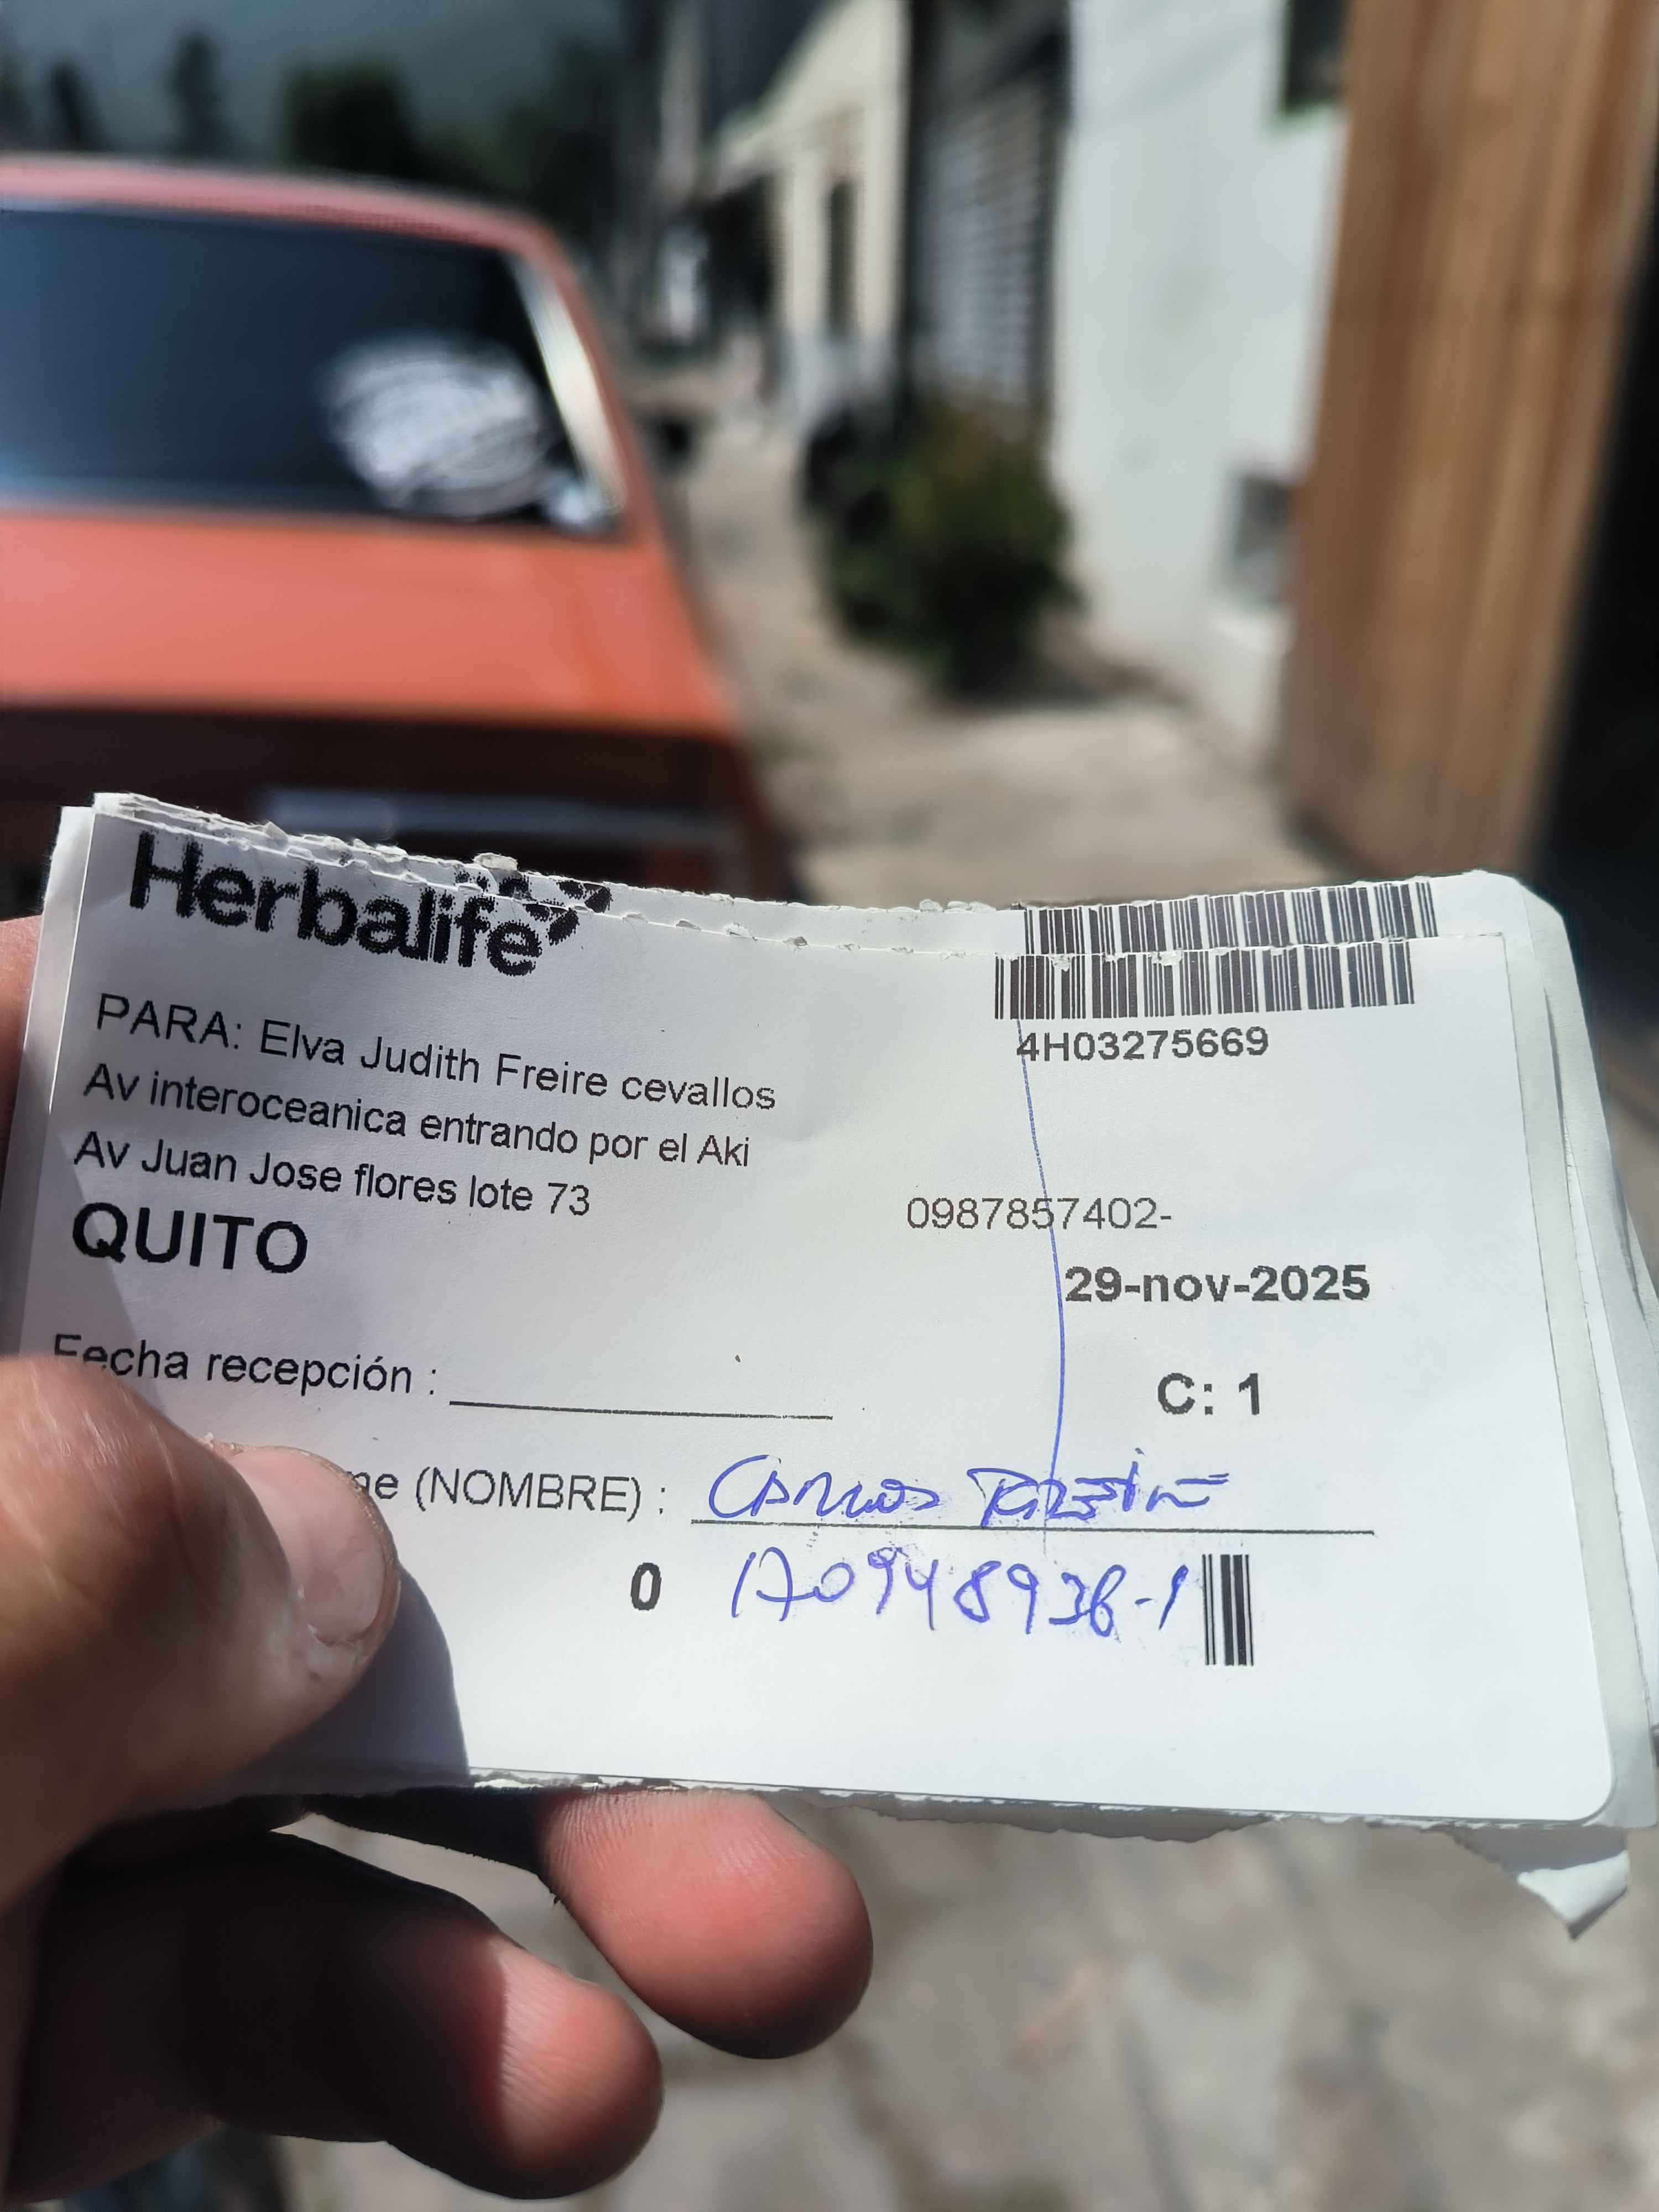 Herbalife
4H03275669
PARA: Elva Judith Freire cevallos
Av interoceanica entrando por el Aki
Av Juan Jose flores lote 73
0987857402-
QUITO
29-nov-2025
Fecha recepción :
C: 1
(NOMBRE) : Carlos
0